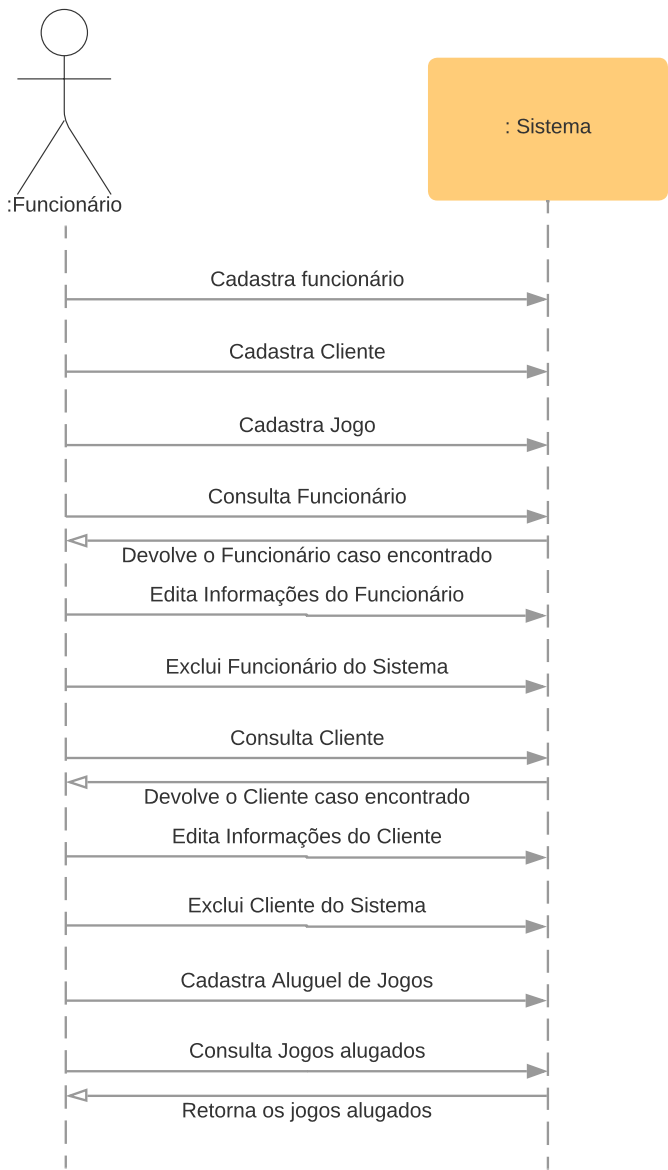 : Sistema
:Funcionário
Cadastra funcionário
Cadastra Cliente
Cadastra Jogo
Consulta Funcionário
Devolve o Funcionário caso encontrado
Edita Informações do Funcionário
Exclui Funcionário do Sistema
Consulta Cliente
Devolve o Cliente caso encontrado
Edita Informações do Cliente
Exclui Cliente do Sistema
Cadastra Aluguel de Jogos
Consulta Jogos alugados
Retorna os jogos alugados